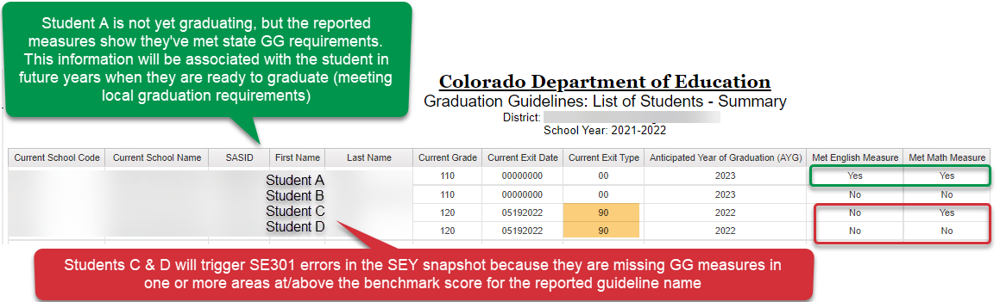 Student A is not yet graduating, but the reported
measures show they've met state GG requirements.
This information will be associated with the student in
future years when they are ready to graduate (meeting
local graduation requirements)
Colorado Department of Education
Graduation Guidelines: List of Students - Summary
District:
School Year: 2021-2022
Current School Code Current School Name SASID First Name Last Name Current Grade Current Exit Date Current Exit Type Anticipated Year of Graduation (AYG) Met English Measure Met Math Measure
Student A 110 00000000 00 2023 Yes Yes
Student B 110 00000000 00 2023 No No
Student C 120 05192022 90 2022 No Yes
Student D 120 05192022 90 2022 No No
Students C & D will trigger SE301 errors in the SEY snapshot because they are missing GG measures in
one or more areas at/above the benchmark score for the reported guideline name